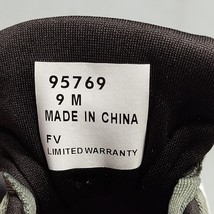 95769
9 M
MADE IN CHINA
FV
LIMITED WARRANTY